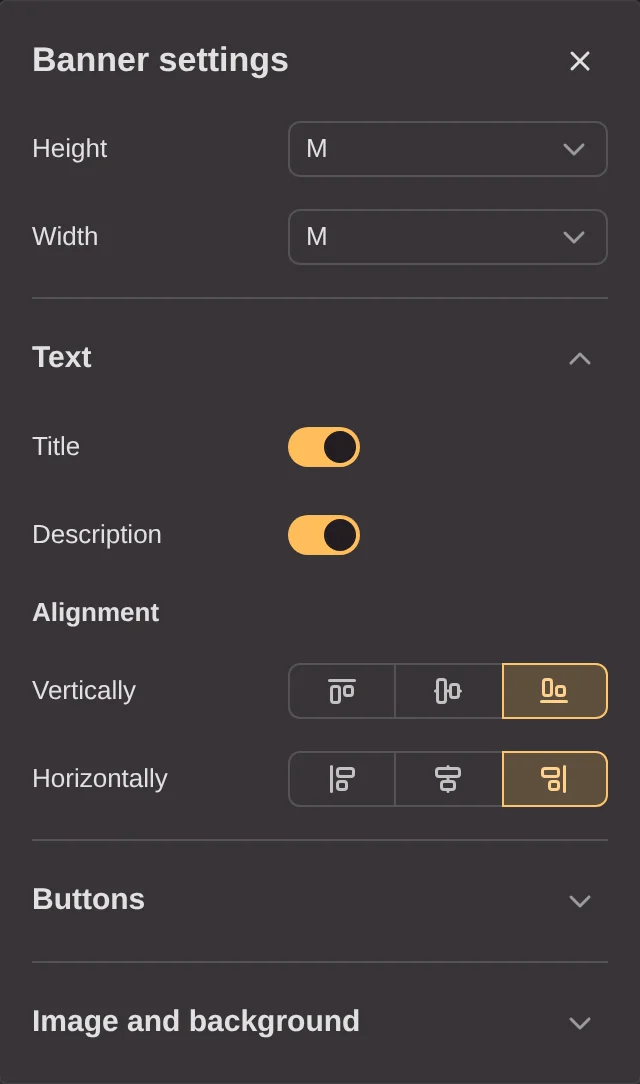 Banner settings
Height M
Width M
Text
Title
Description
Alignment
Vertically
Horizontally
Buttons
Image and background